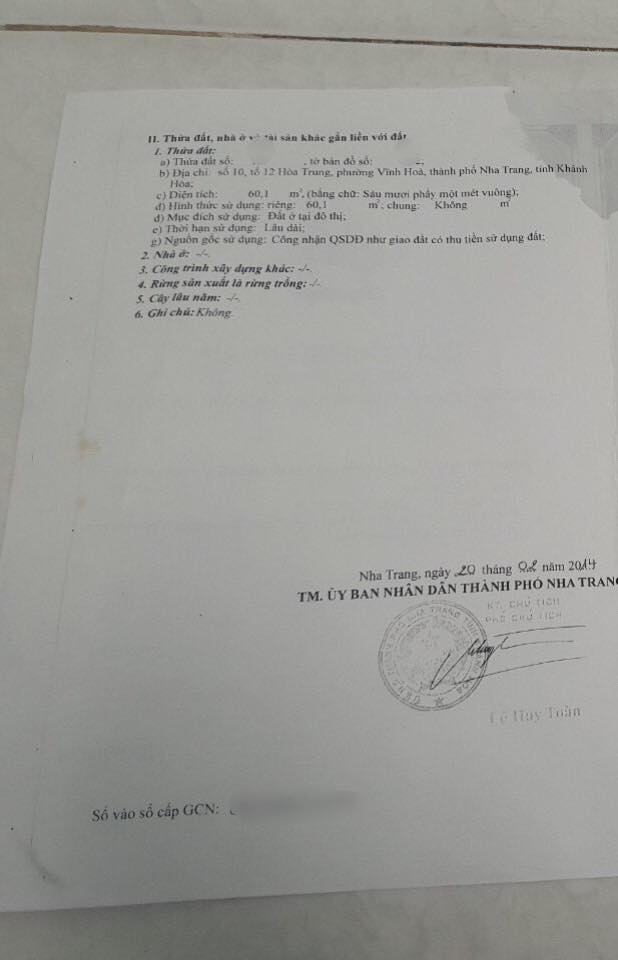 II. Thửa đất, nhà ở và tài sản khác gắn liền với đất
1. Thửa đất:
a) Thửa đất số: , tờ bản đồ số: ;
b) Địa chỉ: số 10, tổ 12 Hòa Trung, phường Vĩnh Hoà, thành phố Nha Trang, tỉnh Khánh
Hòa;
c) Diện tích: 60,1 m², (bằng chữ: Sáu mươi phẩy một mét vuông);
d) Hình thức sử dụng: riêng: 60,1 m²; chung: Không m²
đ) Mục đích sử dụng: Đất ở tại đô thị;
e) Thời hạn sử dụng: Lâu dài;
g) Nguồn gốc sử dụng: Công nhận QSDĐ như giao đất có thu tiền sử dụng đất;
2. Nhà ở: -/-.
3. Công trình xây dựng khác: -/-.
4. Rừng sản xuất là rừng trồng: -/-.
5. Cây lâu năm: -/-.
6. Ghi chú: Không.
Nha Trang, ngày 20 tháng 02 năm 2014
TM. ỦY BAN NHÂN DÂN THÀNH PHỐ NHA TRANG
KT. CHỦ TỊCH
PHÓ CHỦ TỊCH
Lê Huy Toàn
Số vào sổ cấp GCN: